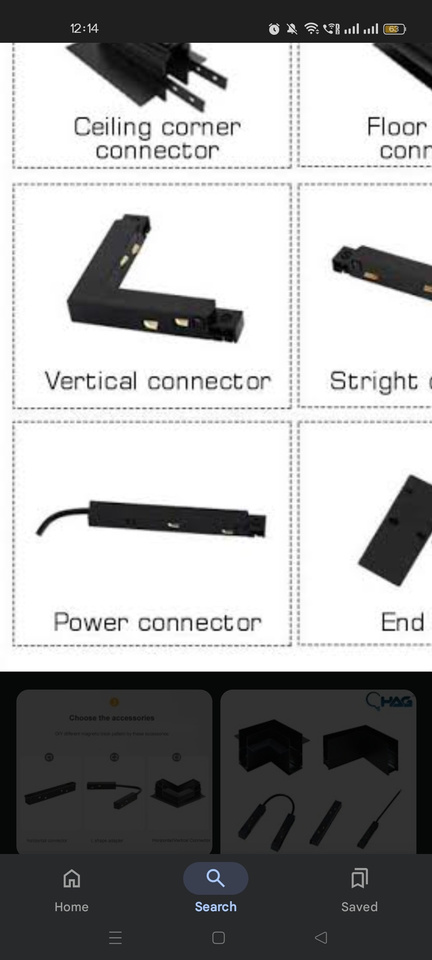 12:14
63
Ceiling corner
connector
Floor
conn
Vertical connector
Stright
Power connector
End
Choose the accessories
HAG
Home
Search
Saved